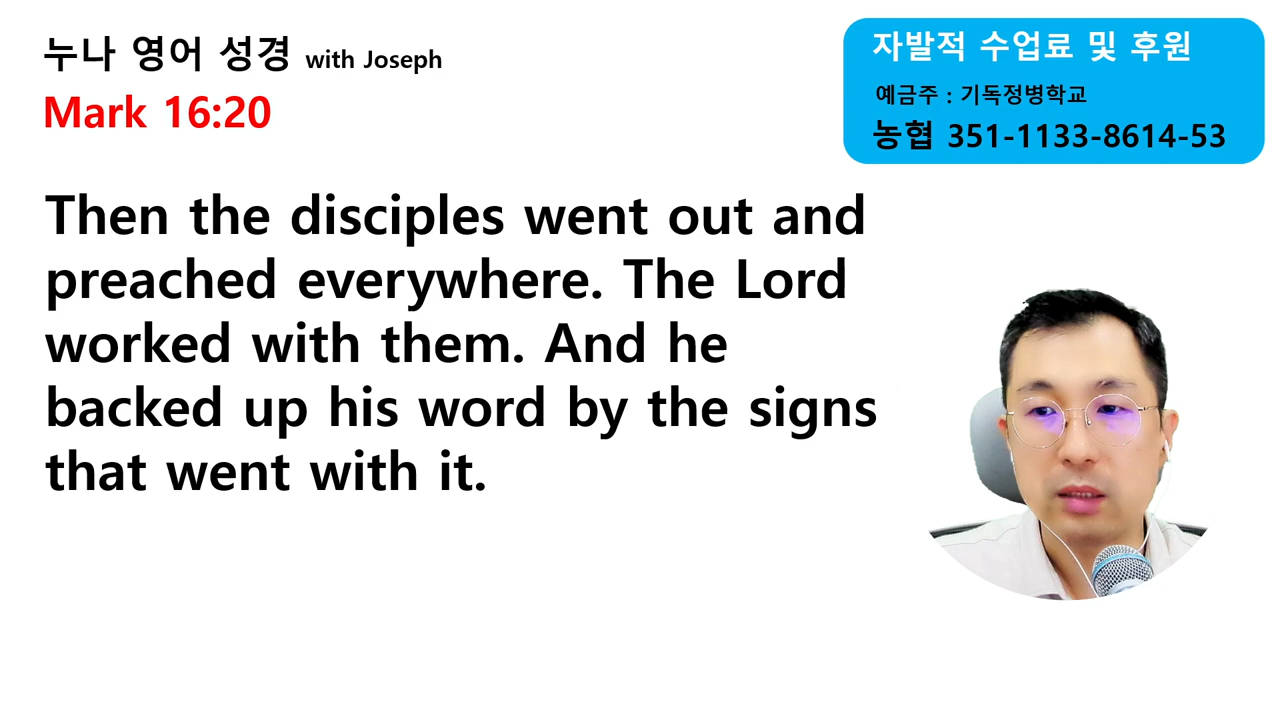 누나 영어 성경 with Joseph
Mark 16:20
자발적 수업료 및 후원
예금주 : 기독정병학교
농협 351-1133-8614-53
Then the disciples went out and
preached everywhere. The Lord
worked with them. And he
backed up his word by the signs
that went with it.